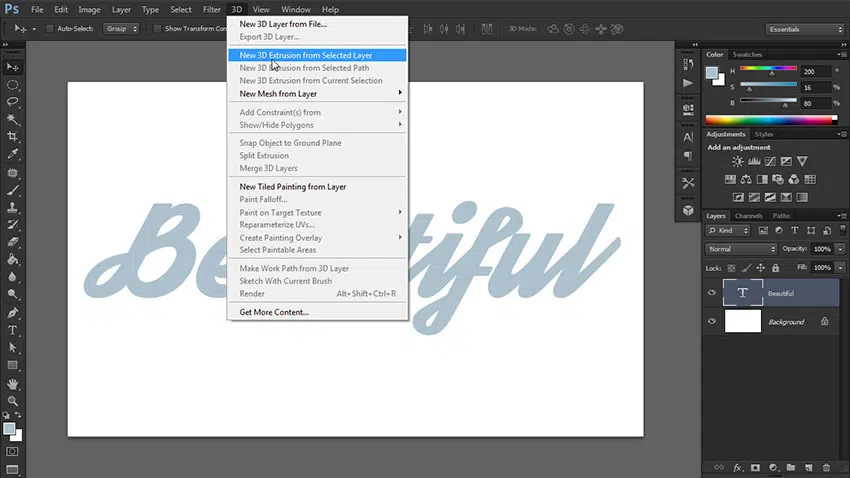 Ps File Edit Image Layer Type Select Filter 3D View Window Help
Auto-Select: Group Show Transform Con
Essentials
New 3D Layer from File...
Export 3D Layer...
New 3D Extrusion from Selected Layer
New 3D Extrusion from Selected Path
New 3D Extrusion from Current Selection
New Mesh from Layer
Add Constraint(s) from
Show/Hide Polygons
Snap Object to Ground Plane
Split Extrusion
Merge 3D Layers
New Tiled Painting from Layer
Paint Falloff...
Paint on Target Texture
Reparameterize UVs...
Create Painting Overlay
Select Paintable Areas
Make Work Path from 3D Layer
Sketch With Current Brush
Render Alt+Shift+Ctrl+R
Get More Content...
Be tiful
Color Swatches
H 200 °
S 16 %
B 80 %
Adjustments Styles
Add an adjustment
Layers Channels Paths
Kind
Normal Opacity: 100%
Lock: Fill: 100%
T Beautiful
Background